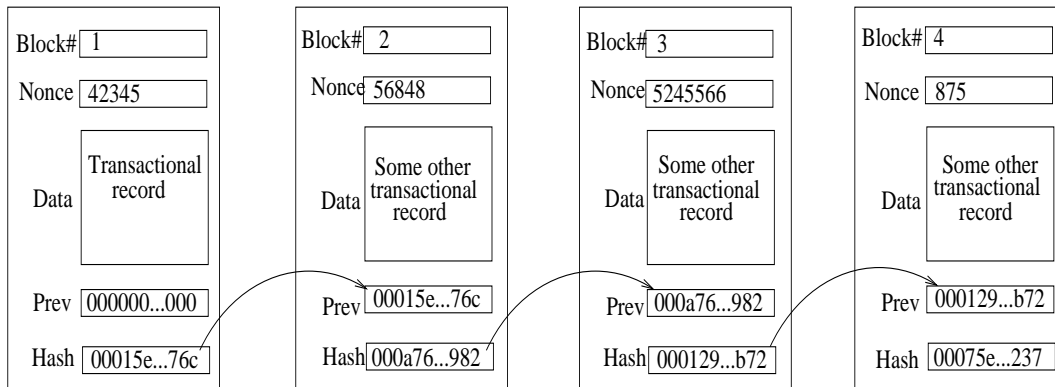 Block# 1
Nonce 42345
Data
Transactional
record
Prev 000000...000
Hash 00015e...76c
Block# 2
Nonce 56848
Data
Some other
transactional
record
Prev 00015e...76c
Hash 000a76...982
Block# 3
Nonce 5245566
Data
Some other
transactional
record
Prev 000a76...982
Hash 000129...b72
Block# 4
Nonce 875
Data
Some other
transactional
record
Prev 000129...b72
Hash 00075e...237